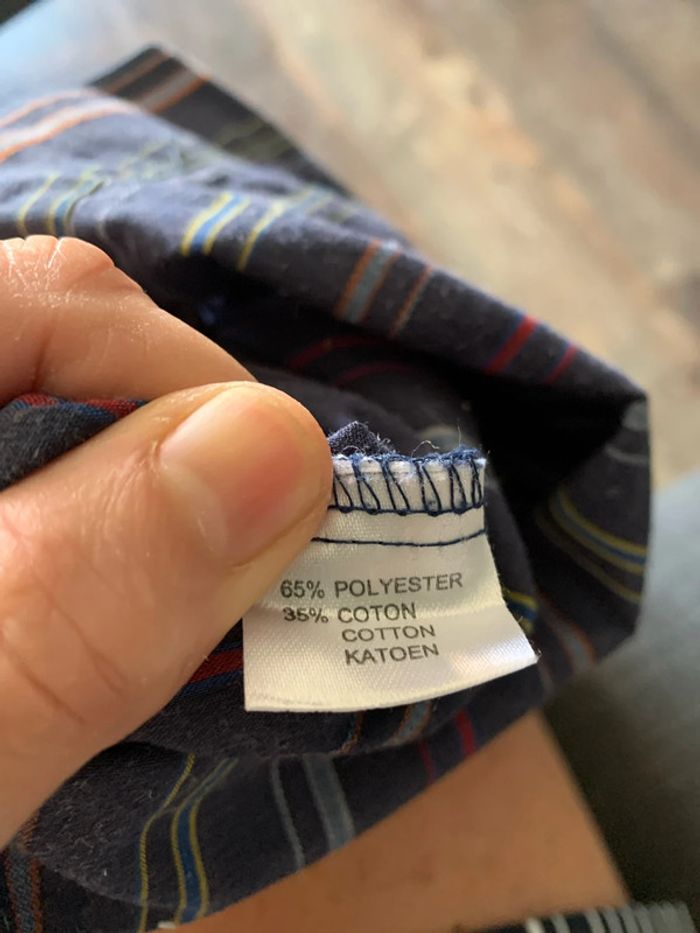 65% POLYESTER
35% COTON
COTTON
KATOEN